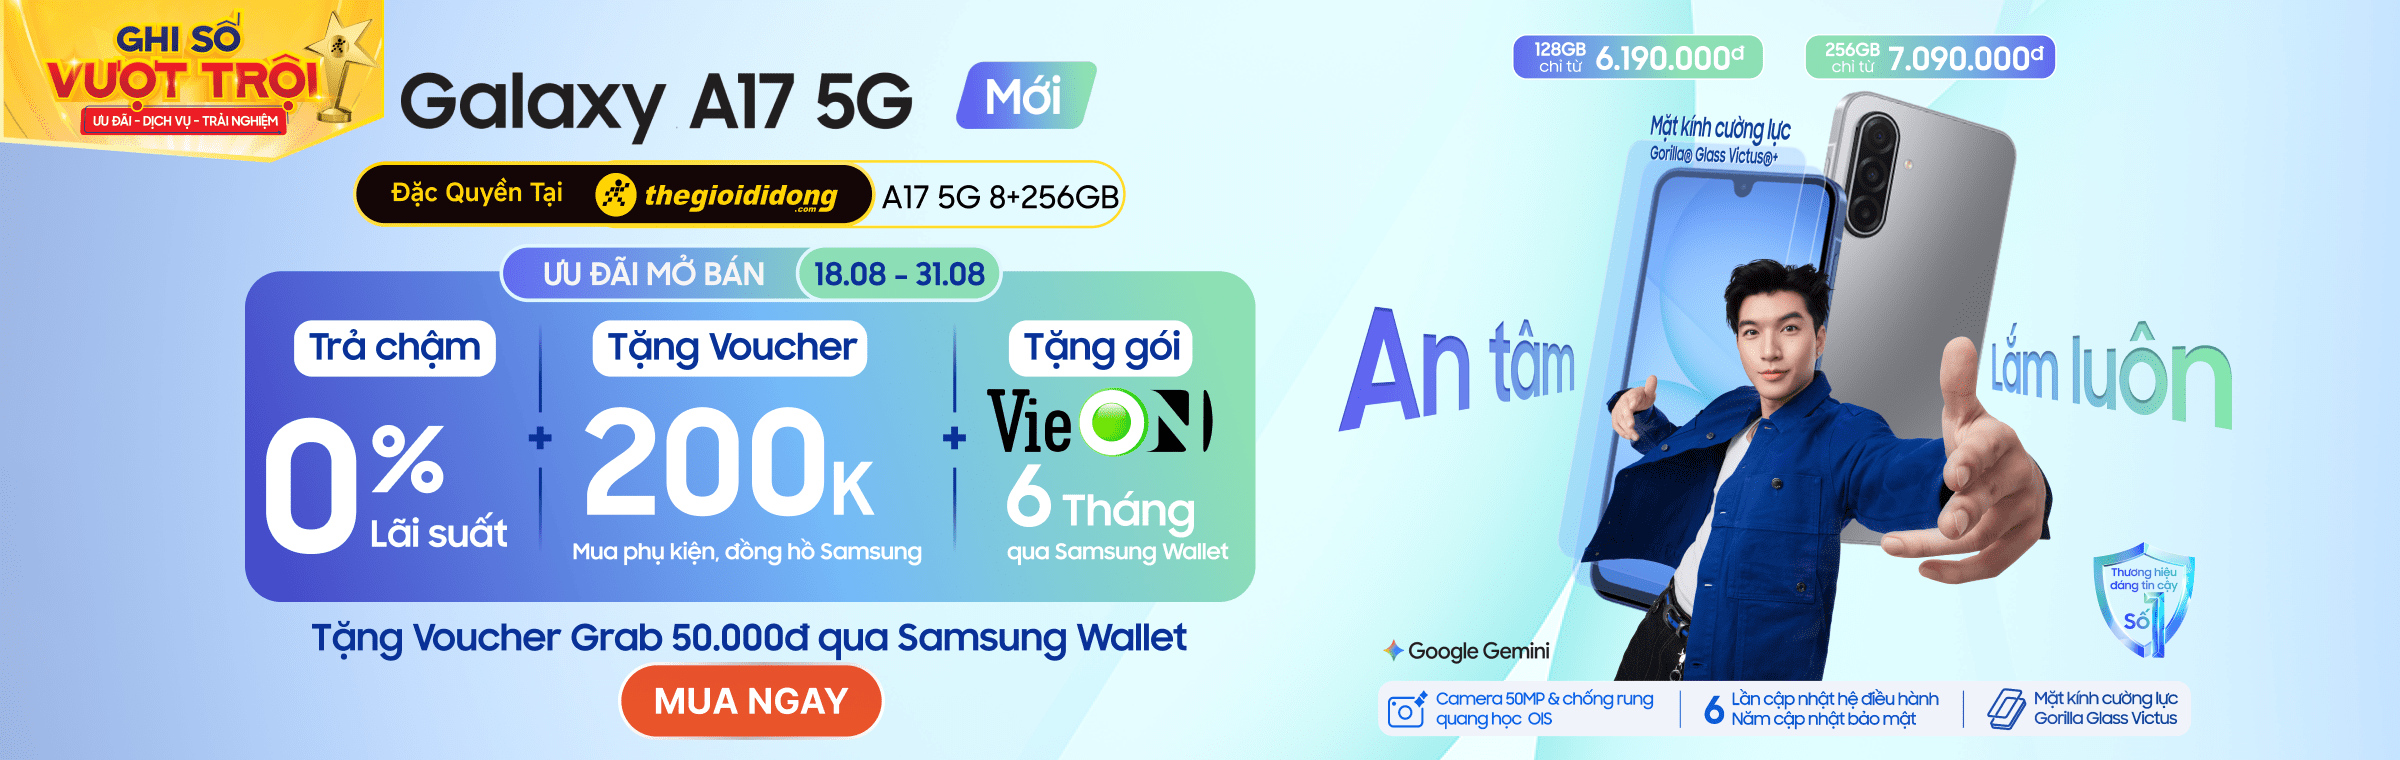 GHI SỐ
VƯỢT TRỘI
ƯU ĐÃI - DỊCH VỤ - TRẢI NGHIỆM
Galaxy A17 5G
Mới
Đặc Quyền Tại
thegioididong
.com
A17 5G 8+256GB
ƯU ĐÃI MỞ BÁN
18.08 - 31.08
Trả chậm
0%
Lãi suất
+
Tặng Voucher
200K
Mua phụ kiện, đồng hồ Samsung
+
Tặng gói
VieON
6 Tháng
qua Samsung Wallet
Tặng Voucher Grab 50.000đ qua Samsung Wallet
MUA NGAY
128GB
chỉ từ
6.190.000đ
256GB
chỉ từ
7.090.000đ
Mặt kính cường lực
Gorilla® Glass Victus®+
An tâm
Lắm luôn
Thương hiệu
đáng tin cậy
Số 1
Google Gemini
Camera 50MP & chống rung
quang học OIS
6
Lần cập nhật hệ điều hành
Năm cập nhật bảo mật
Mặt kính cường lực
Gorilla Glass Victus